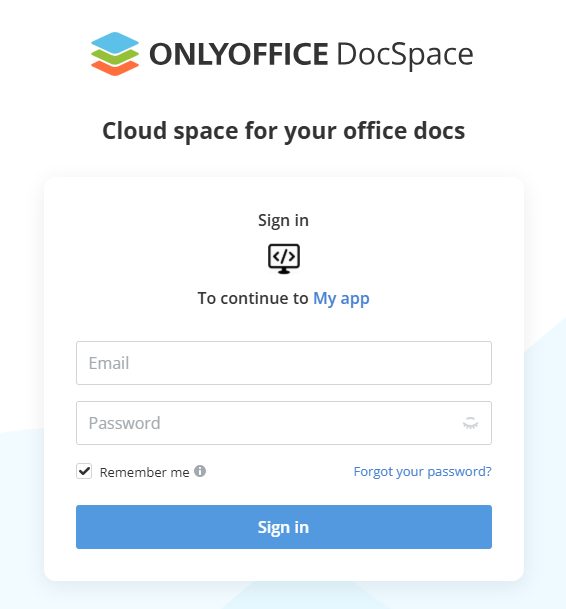 ONLYOFFICE DocSpace
Cloud space for your office docs
Sign in
</>
To continue to My app
Email
Password
Remember me
Forgot your password?
Sign in